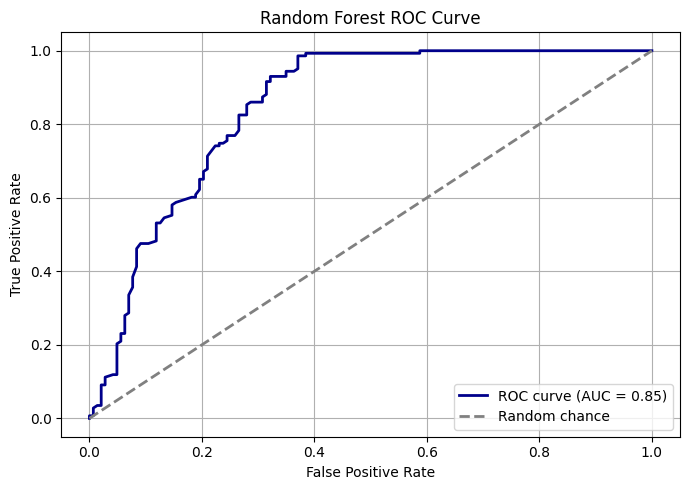 Random Forest ROC Curve
True Positive Rate
1.0
0.8
0.6
0.4
0.2
0.0
ROC curve (AUC = 0.85)
Random chance
0.0 0.2 0.4 0.6 0.8 1.0
False Positive Rate